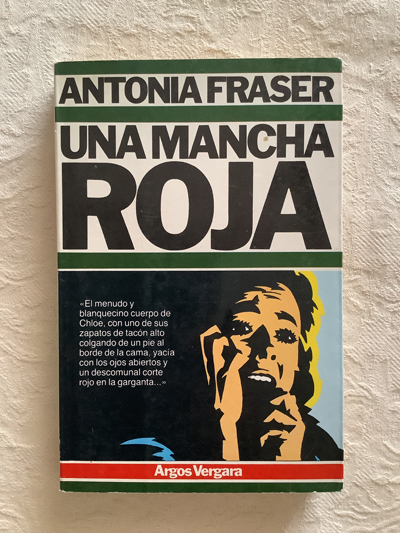 ANTONIA FRASER
UNA MANCHA
ROJA
«El menudo y
blanquecino cuerpo de
Chloe, con uno de sus
zapatos de tacón alto
colgando de un pie al
borde de la cama, yacía
con los ojos abiertos y
un descomunal corte
rojo en la garganta...»
Argos Vergara